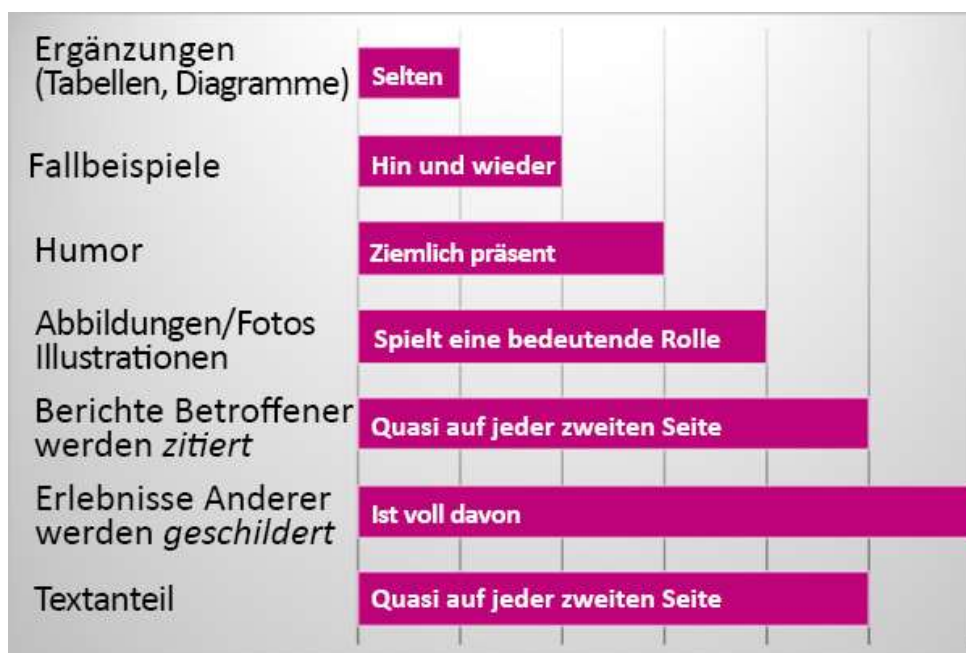 Ergänzungen
(Tabellen, Diagramme)
Selten
Fallbeispiele
Hin und wieder
Humor
Ziemlich präsent
Abbildungen/Fotos
Illustrationen
Spielt eine bedeutende Rolle
Berichte Betroffener
werden zitiert
Quasi auf jeder zweiten Seite
Erlebnisse Anderer
werden geschildert
Ist voll davon
Textanteil
Quasi auf jeder zweiten Seite